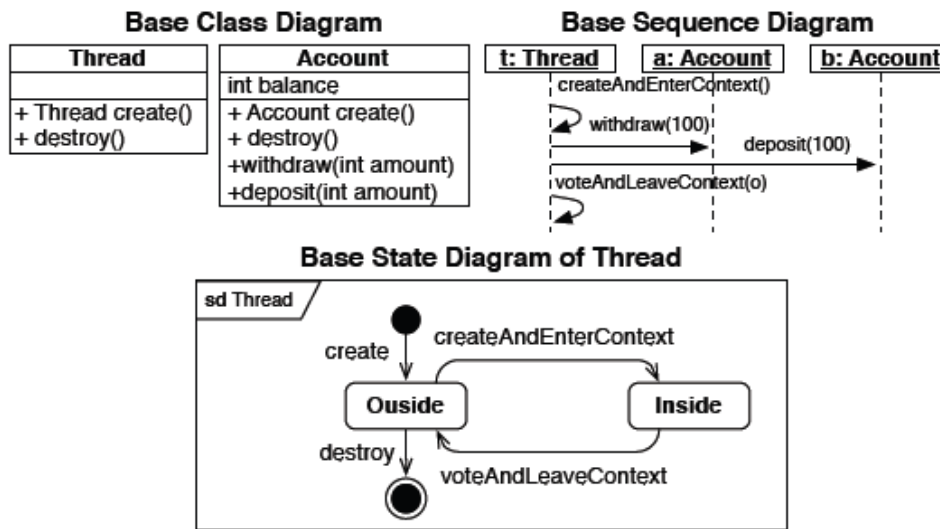 Base Class Diagram
Thread
+ Thread create()
+ destroy()
Account
int balance
+ Account create()
+ destroy()
+withdraw(int amount)
+deposit(int amount)
Base Sequence Diagram
t: Thread
a: Account
b: Account
createAndEnterContext()
withdraw(100)
deposit(100)
voteAndLeaveContext(o)
Base State Diagram of Thread
sd Thread
create
createAndEnterContext
Ouside
Inside
destroy
voteAndLeaveContext